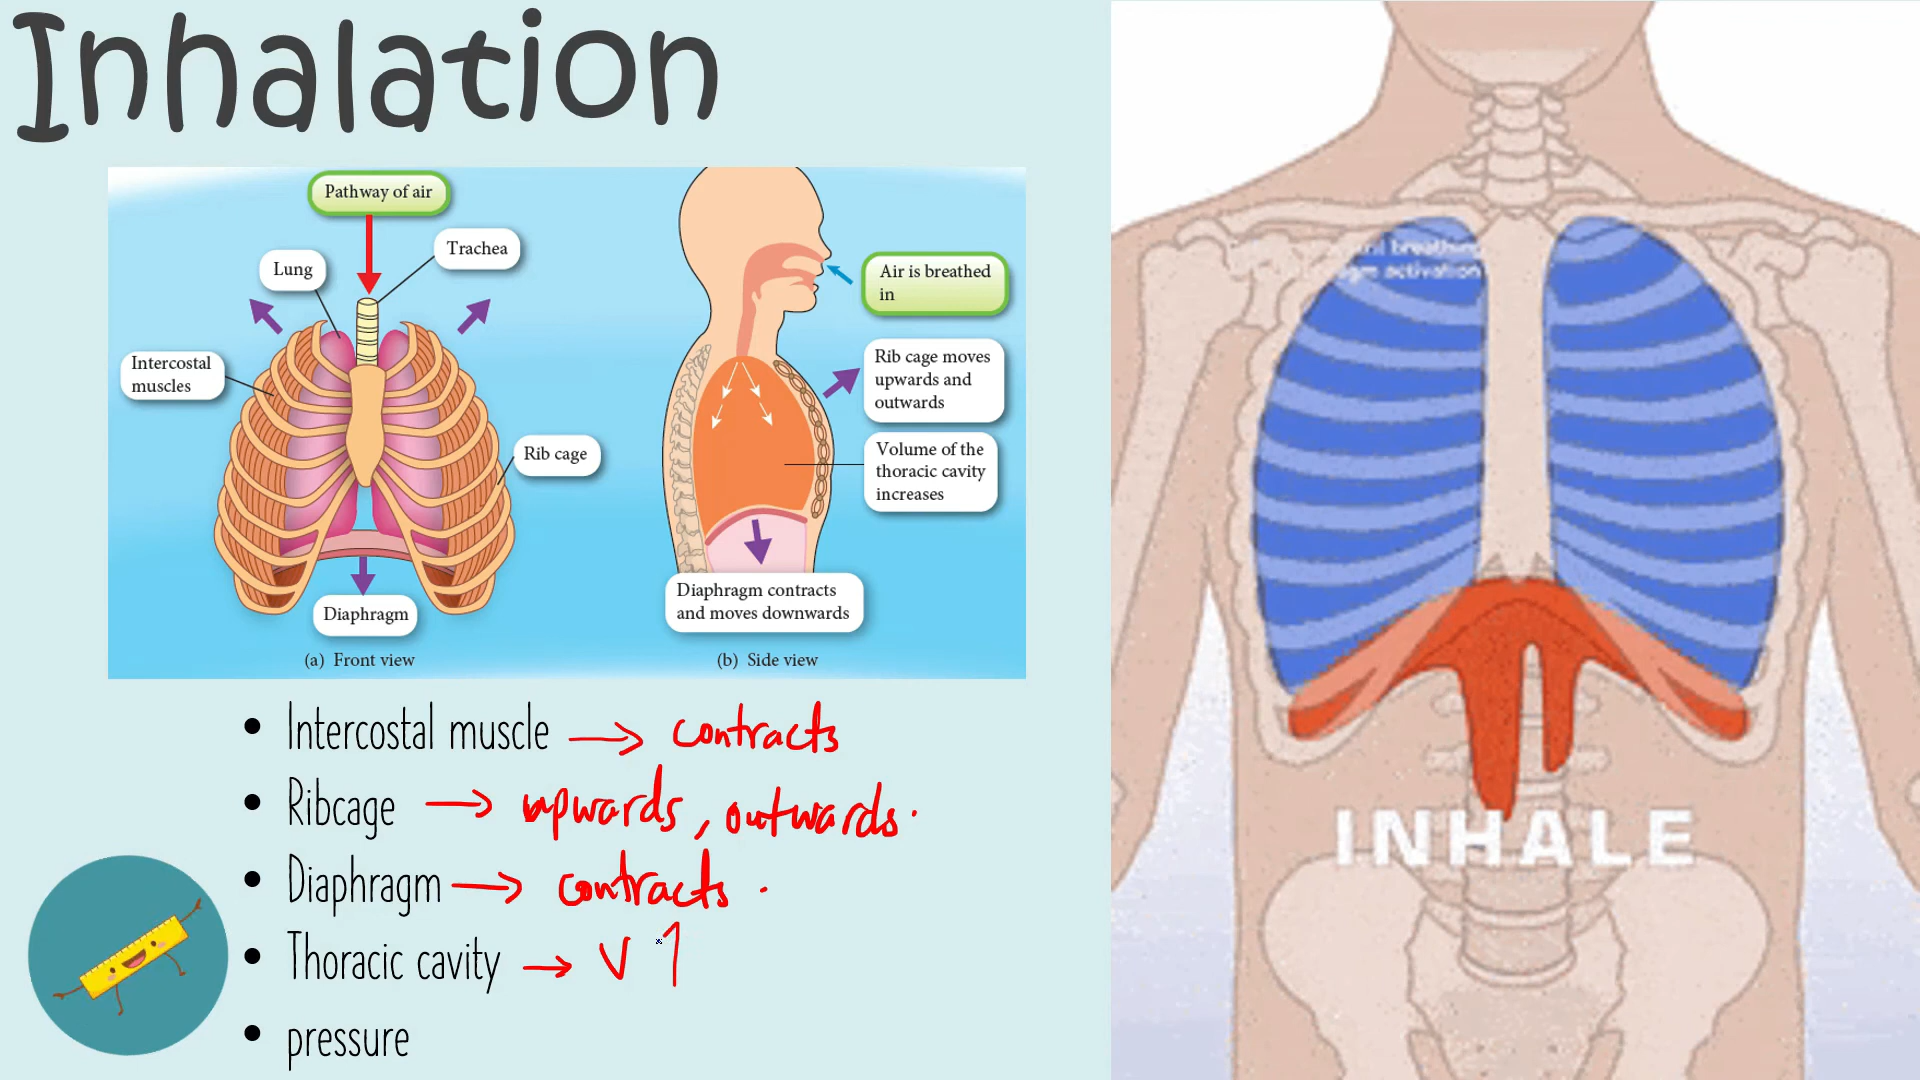 Inhalation
Pathway of air
Trachea
Lung
Intercostal
muscles
Rib cage
Diaphragm
(a) Front view
Air is breathed
in
Rib cage moves
upwards and
outwards
Volume of the
thoracic cavity
increases
Diaphragm contracts
and moves downwards
(b) Side view
• Intercostal muscle → contracts
• Ribcage → upwards, outwards.
• Diaphragm → contracts.
• Thoracic cavity → V ↑
• pressure
breathing
activation
INHALE